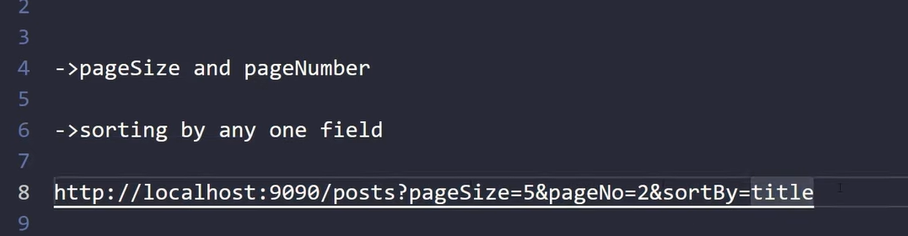 2
3
4 ->pageSize and pageNumber
5
6 ->sorting by any one field
7
8 http://localhost:9090/posts?pageSize=5&pageNo=2&sortBy=title
9